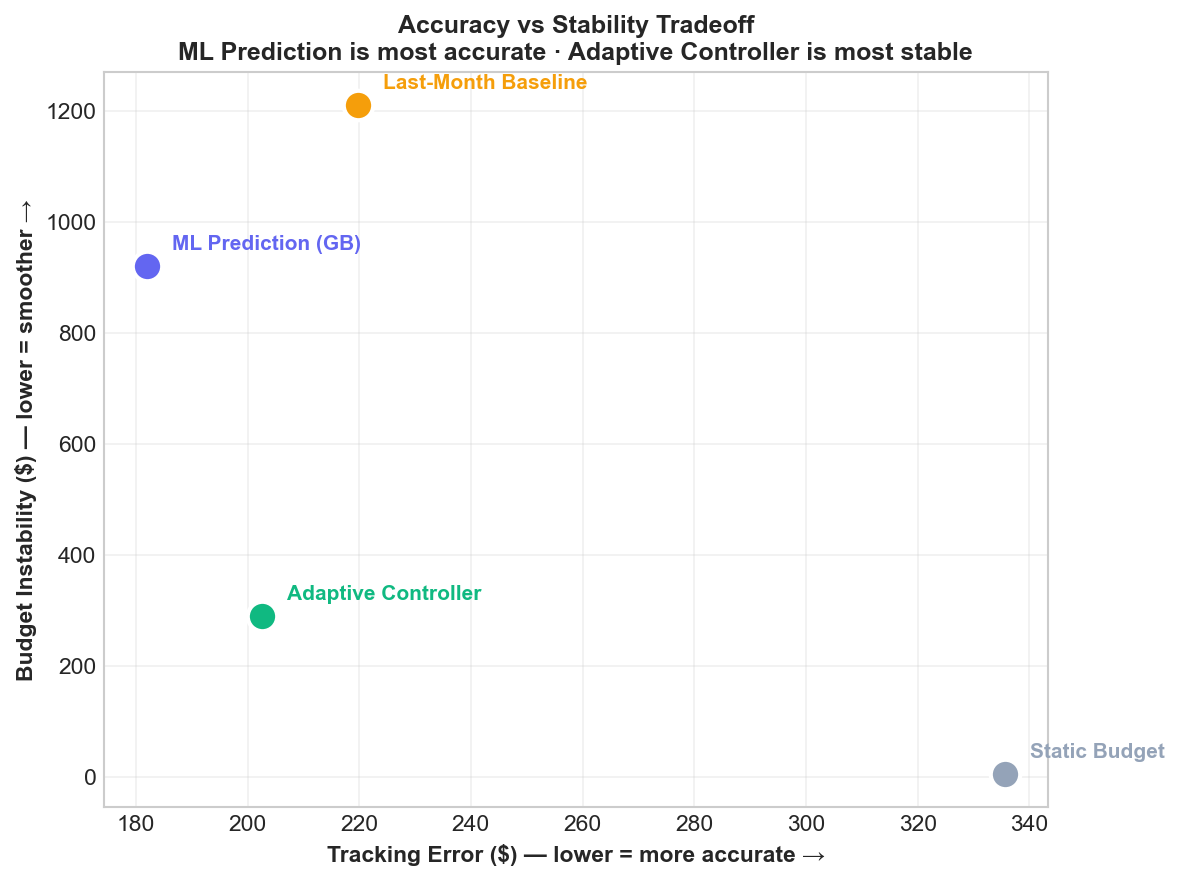 Accuracy vs Stability Tradeoff
ML Prediction is most accurate · Adaptive Controller is most stable
Last-Month Baseline
ML Prediction (GB)
Adaptive Controller
Static Budget
Budget Instability ($) — lower = smoother →
1200
1000
800
600
400
200
0
180 200 220 240 260 280 300 320 340
Tracking Error ($) — lower = more accurate →